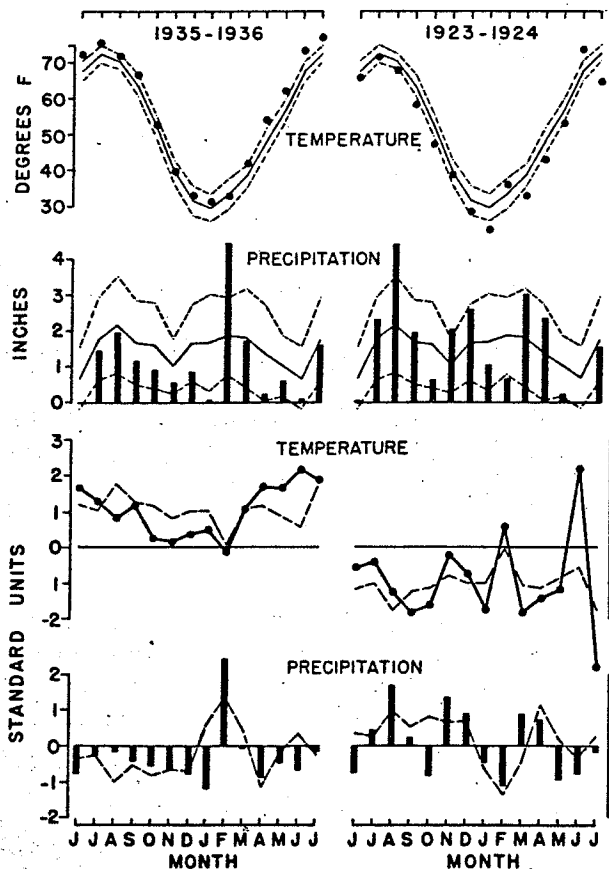 1935-1936 1923-1924
DEGREES F
70
60
50
40
30
TEMPERATURE
PRECIPITATION
INCHES
4
3
2
1
0
TEMPERATURE
STANDARD UNITS
3
2
1
0
-1
-2
PRECIPITATION
2
1
0
-1
-2
J J A S O N D J F M A M J J J J A S O N D J F M A M J J
MONTH MONTH